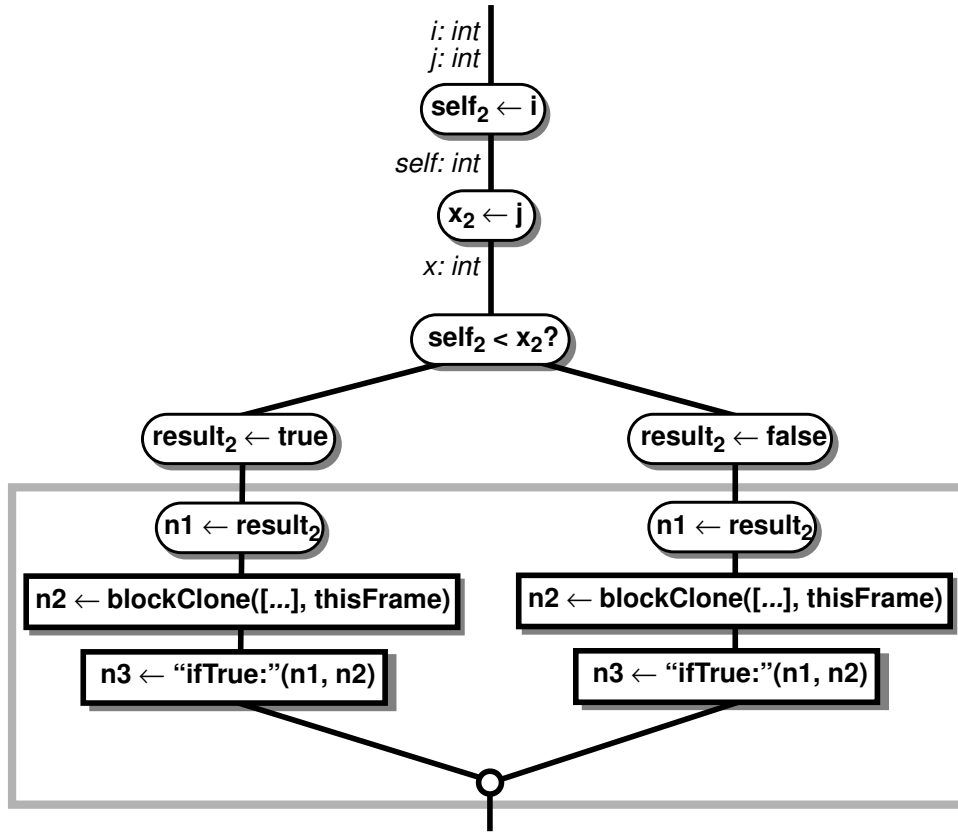 i: int
j: int
self₂ ← i
self: int
x₂ ← j
x: int
self₂ < x₂?
result₂ ← true
result₂ ← false
n1 ← result₂
n1 ← result₂
n2 ← blockClone([...], thisFrame)
n2 ← blockClone([...], thisFrame)
n3 ← “ifTrue:”(n1, n2)
n3 ← “ifTrue:”(n1, n2)